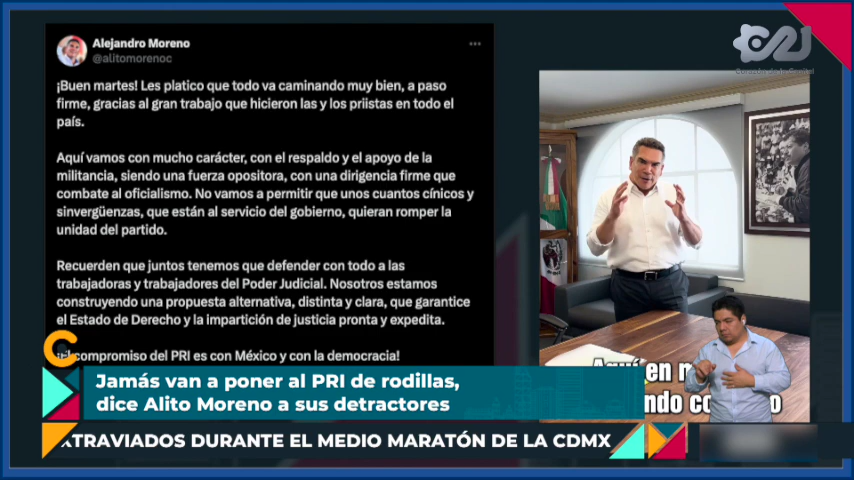 Alejandro Moreno
@alitomorenoc
¡Buen martes! Les platico que todo va caminando muy bien, a paso
firme, gracias al gran trabajo que hicieron las y los priistas en todo el
país.
Aquí vamos con mucho carácter, con el respaldo y el apoyo de la
militancia, siendo una fuerza opositora, con una dirigencia firme que
combate al oficialismo. No vamos a permitir que unos cuantos cínicos y
sinvergüenzas, que están al servicio del gobierno, quieran romper la
unidad del partido.
Recuerden que juntos tenemos que defender con todo a las
trabajadoras y trabajadores del Poder Judicial. Nosotros estamos
construyendo una propuesta alternativa, distinta y clara, que garantice
el Estado de Derecho y la impartición de justicia pronta y expedita.
compromiso del PRI es con México y con la democracia!
Aquí en
Jamás van a poner al PRI de rodillas,
dice Alito Moreno a sus detractores
XTRAVIADOS DURANTE EL MEDIO MARATÓN DE LA CDMX